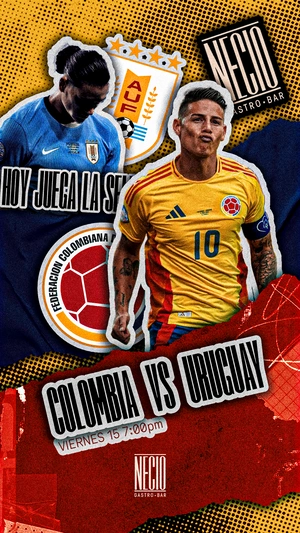 AUF
NECIO
GASTRO-BAR
HOY JUEGA LA SE
FEDERACION COLOMBIANA
10
COLOMBIA VS URUGUAY
VIERNES 15 7:00pm
NECIO
GASTRO-BAR